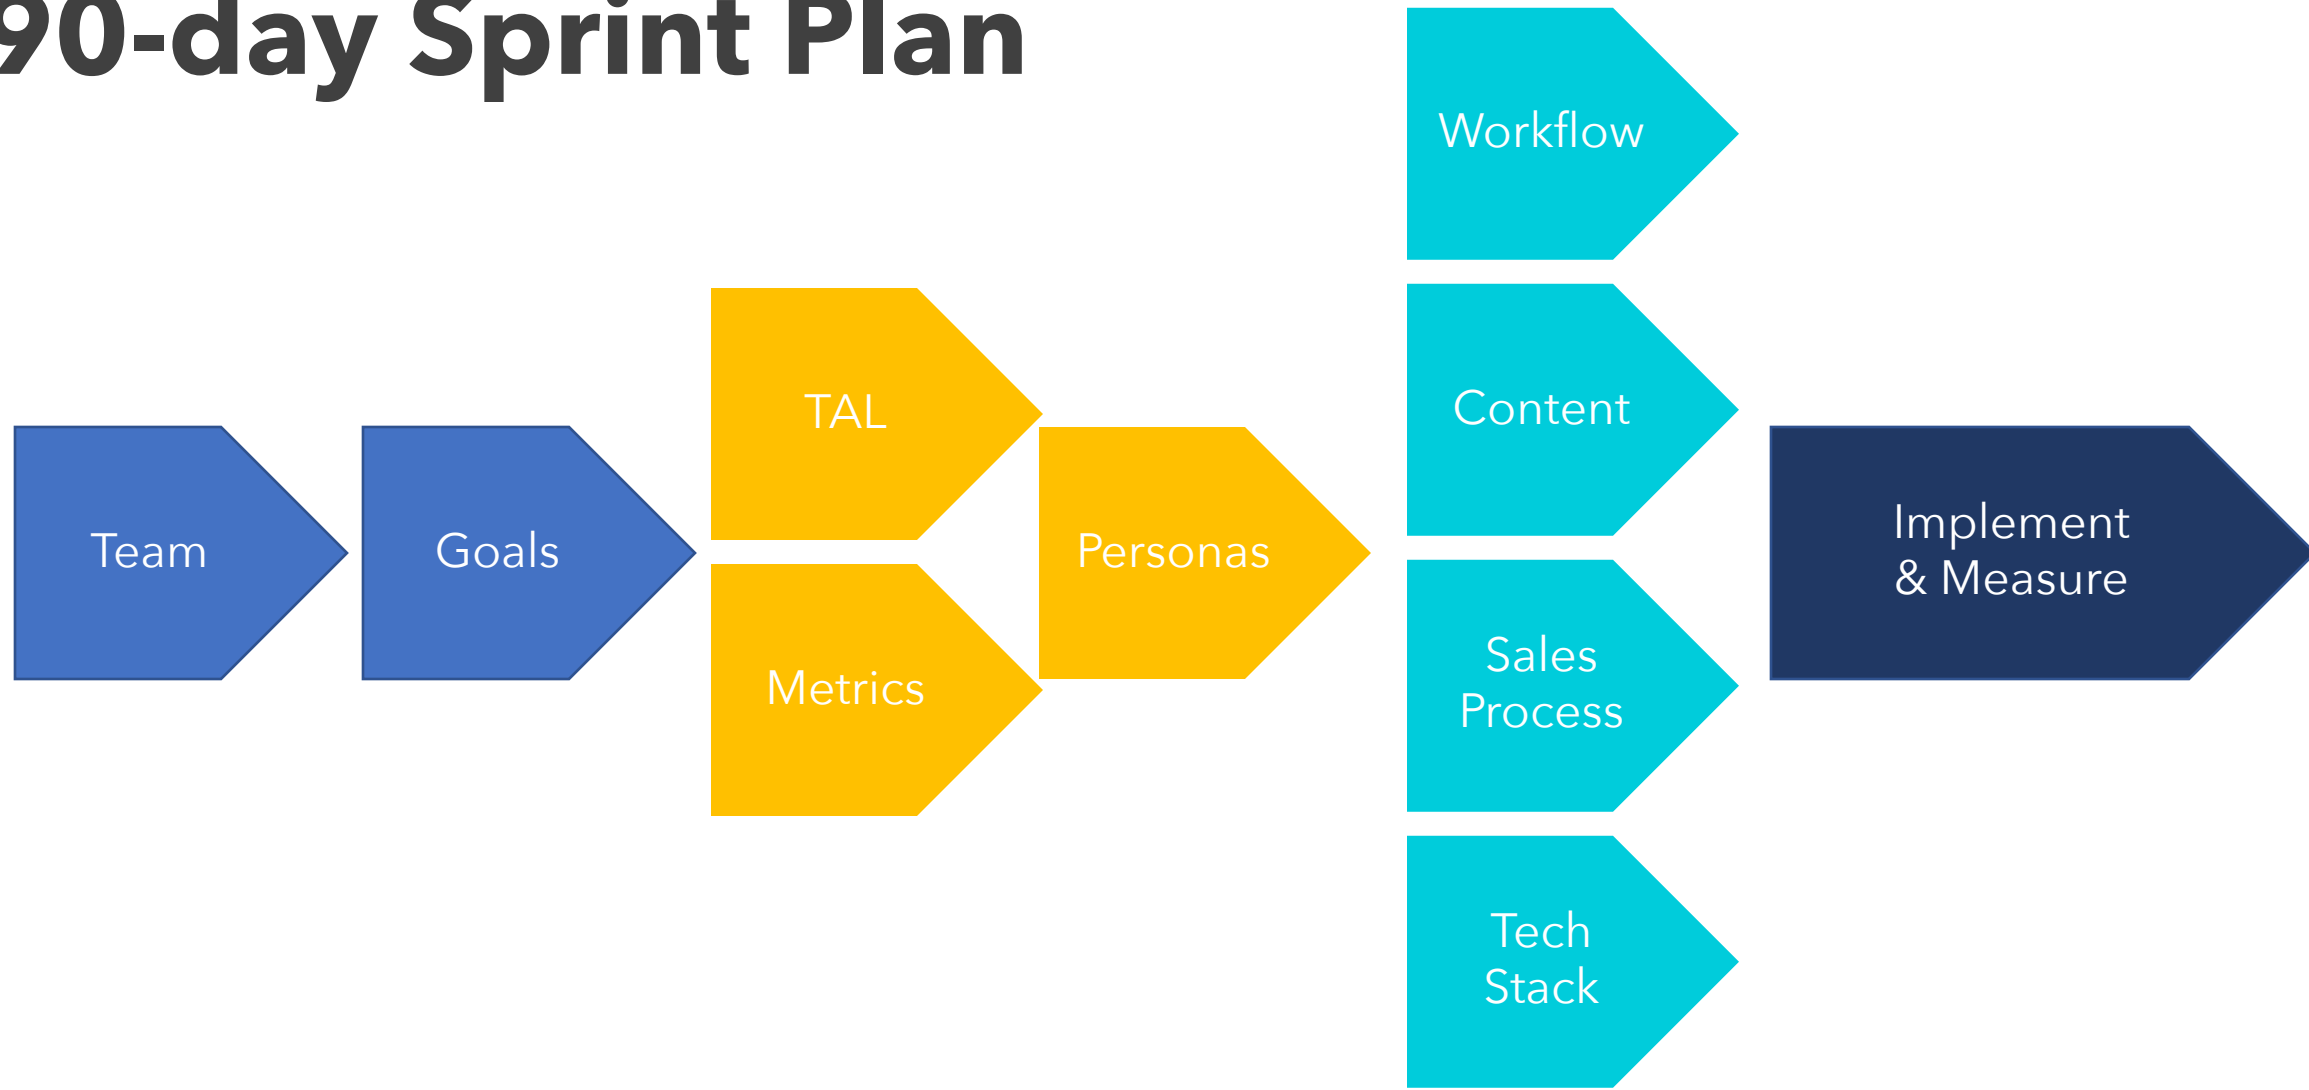 90-day Sprint Plan
Team
Goals
TAL
Metrics
Personas
Workflow
Content
Sales
Process
Tech
Stack
Implement
& Measure